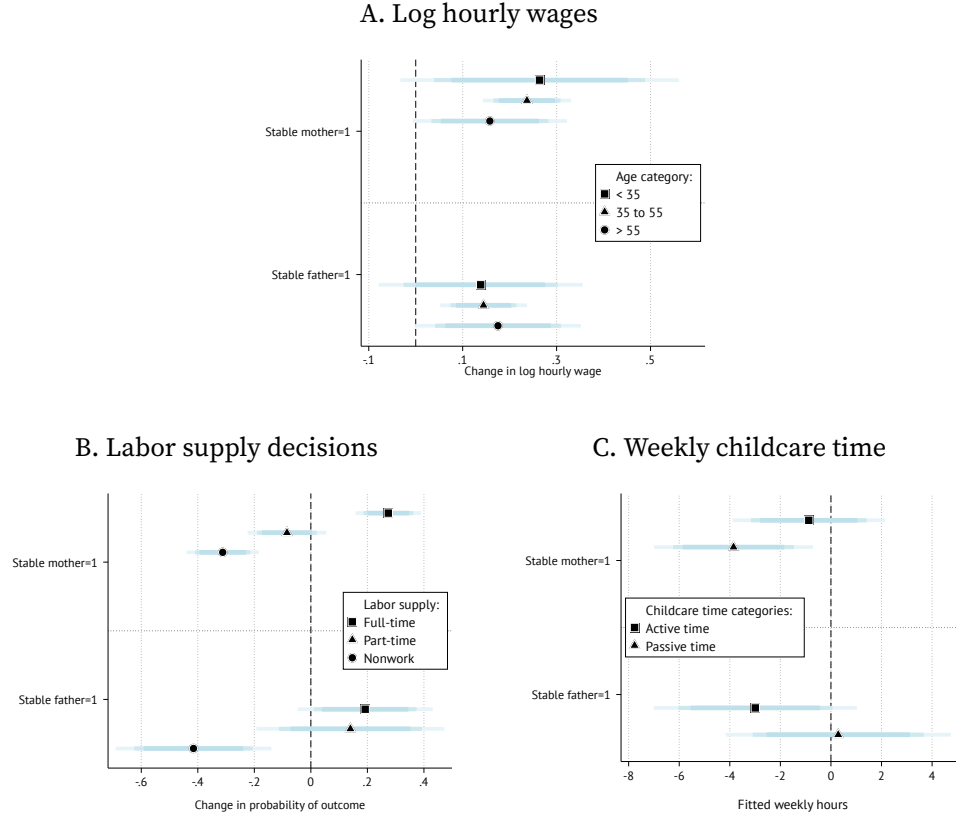 A. Log hourly wages
Stable mother=1
Age category:
< 35
35 to 55
> 55
Stable father=1
-.1 .1 .3 .5
Change in log hourly wage
B. Labor supply decisions
Stable mother=1
Labor supply:
Full-time
Part-time
Nonwork
Stable father=1
-.6 -.4 -.2 0 .2 .4
Change in probability of outcome
C. Weekly childcare time
Stable mother=1
Childcare time categories:
Active time
Passive time
Stable father=1
-8 -6 -4 -2 0 2 4
Fitted weekly hours